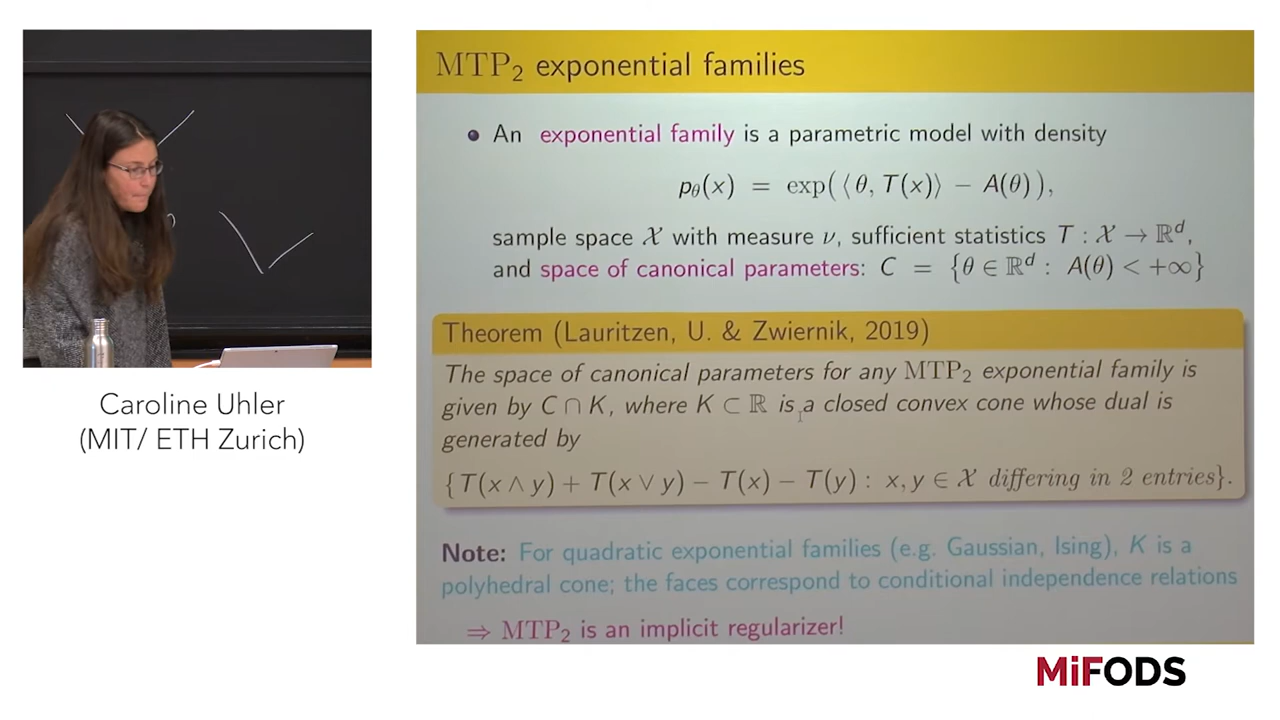 MTP₂ exponential families
• An exponential family is a parametric model with density
pθ(x) = exp(⟨θ, T(x)⟩ − A(θ)),
sample space 𝒳 with measure ν, sufficient statistics T : 𝒳 → ℝᵈ,
and space of canonical parameters: C = {θ ∈ ℝᵈ : A(θ) < +∞}
Theorem (Lauritzen, U. & Zwiernik, 2019)
The space of canonical parameters for any MTP₂ exponential family is
given by C ∩ K, where K ⊂ ℝ is a closed convex cone whose dual is
generated by
{T(x ∧ y) + T(x ∨ y) − T(x) − T(y) : x, y ∈ 𝒳 differing in 2 entries}.
Note: For quadratic exponential families (e.g. Gaussian, Ising), K is a
polyhedral cone; the faces correspond to conditional independence relations
⇒ MTP₂ is an implicit regularizer!
Caroline Uhler
(MIT/ ETH Zurich)
MiFODS